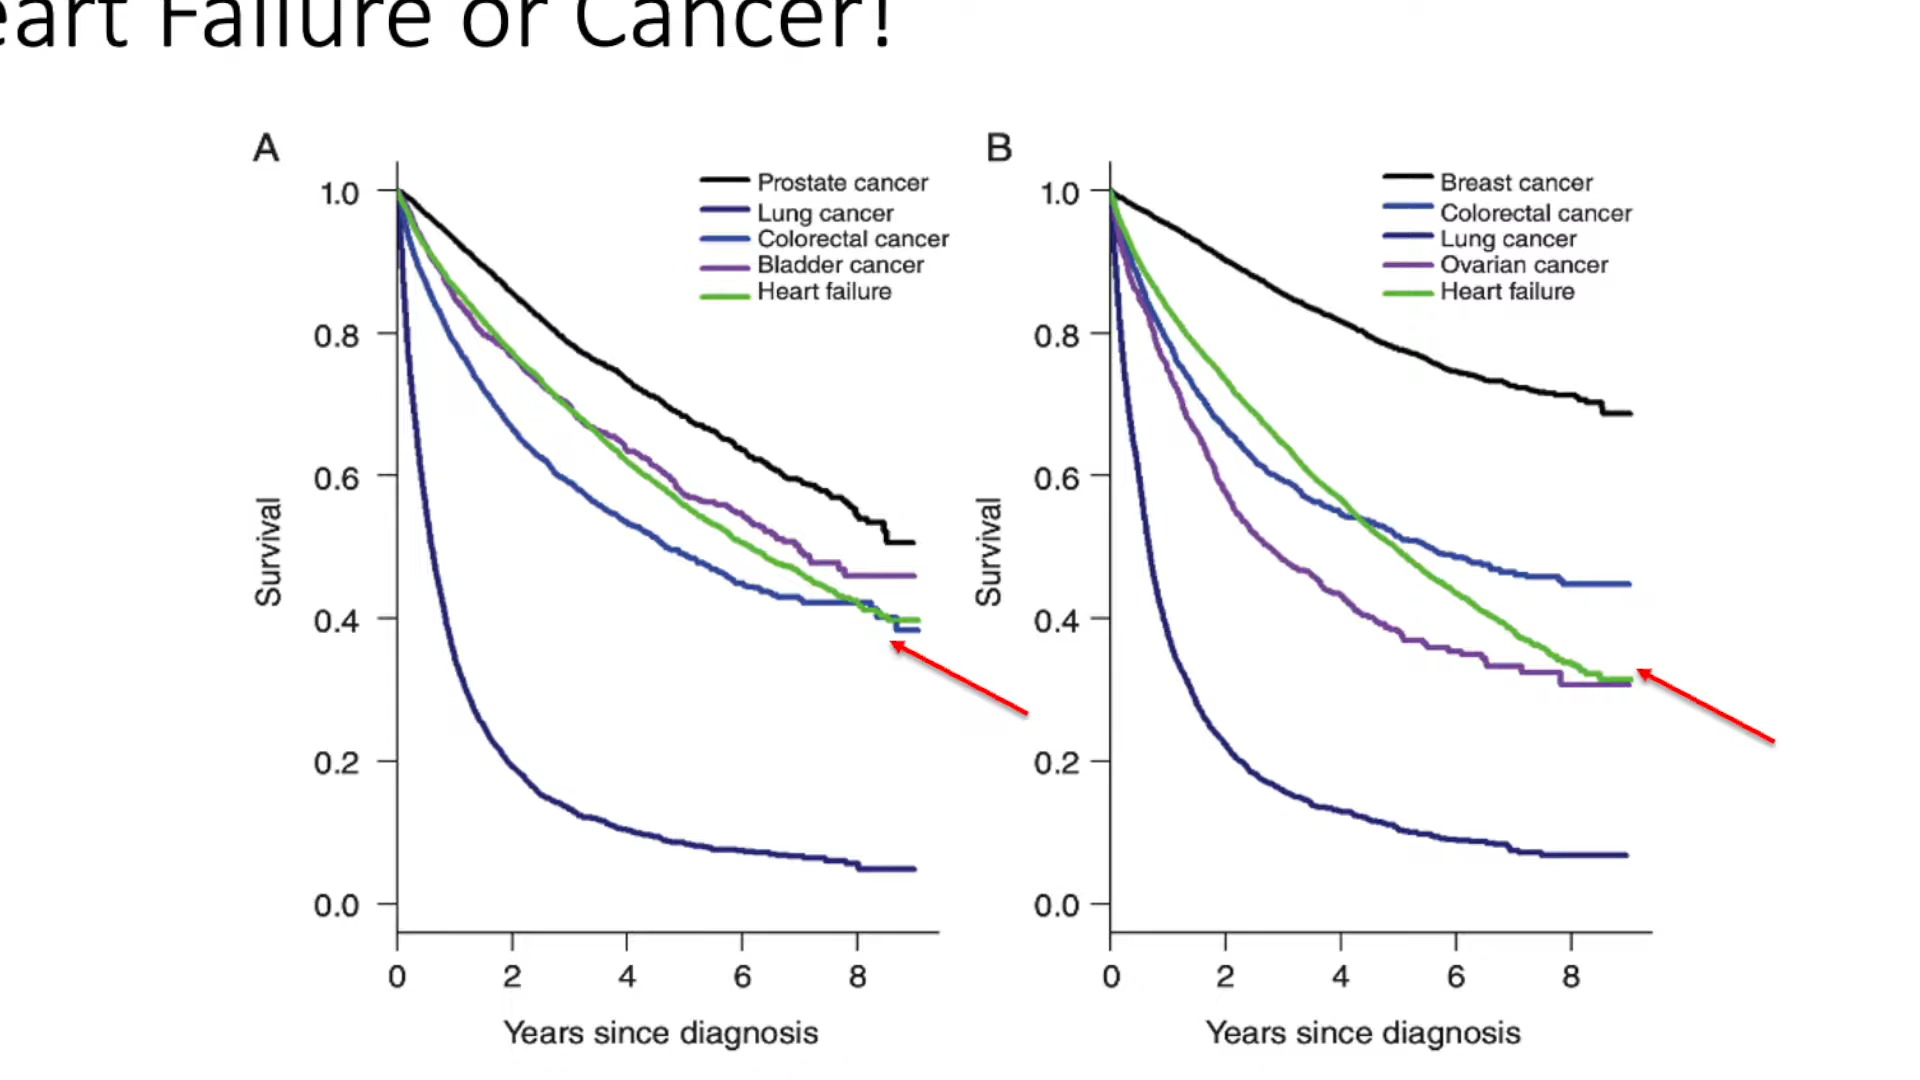 eart Failure or Cancer!
A
Prostate cancer
Lung cancer
Colorectal cancer
Bladder cancer
Heart failure
1.0
0.8
0.6
0.4
0.2
0.0
Survival
0 2 4 6 8
Years since diagnosis
B
Breast cancer
Colorectal cancer
Lung cancer
Ovarian cancer
Heart failure
1.0
0.8
0.6
0.4
0.2
0.0
Survival
0 2 4 6 8
Years since diagnosis